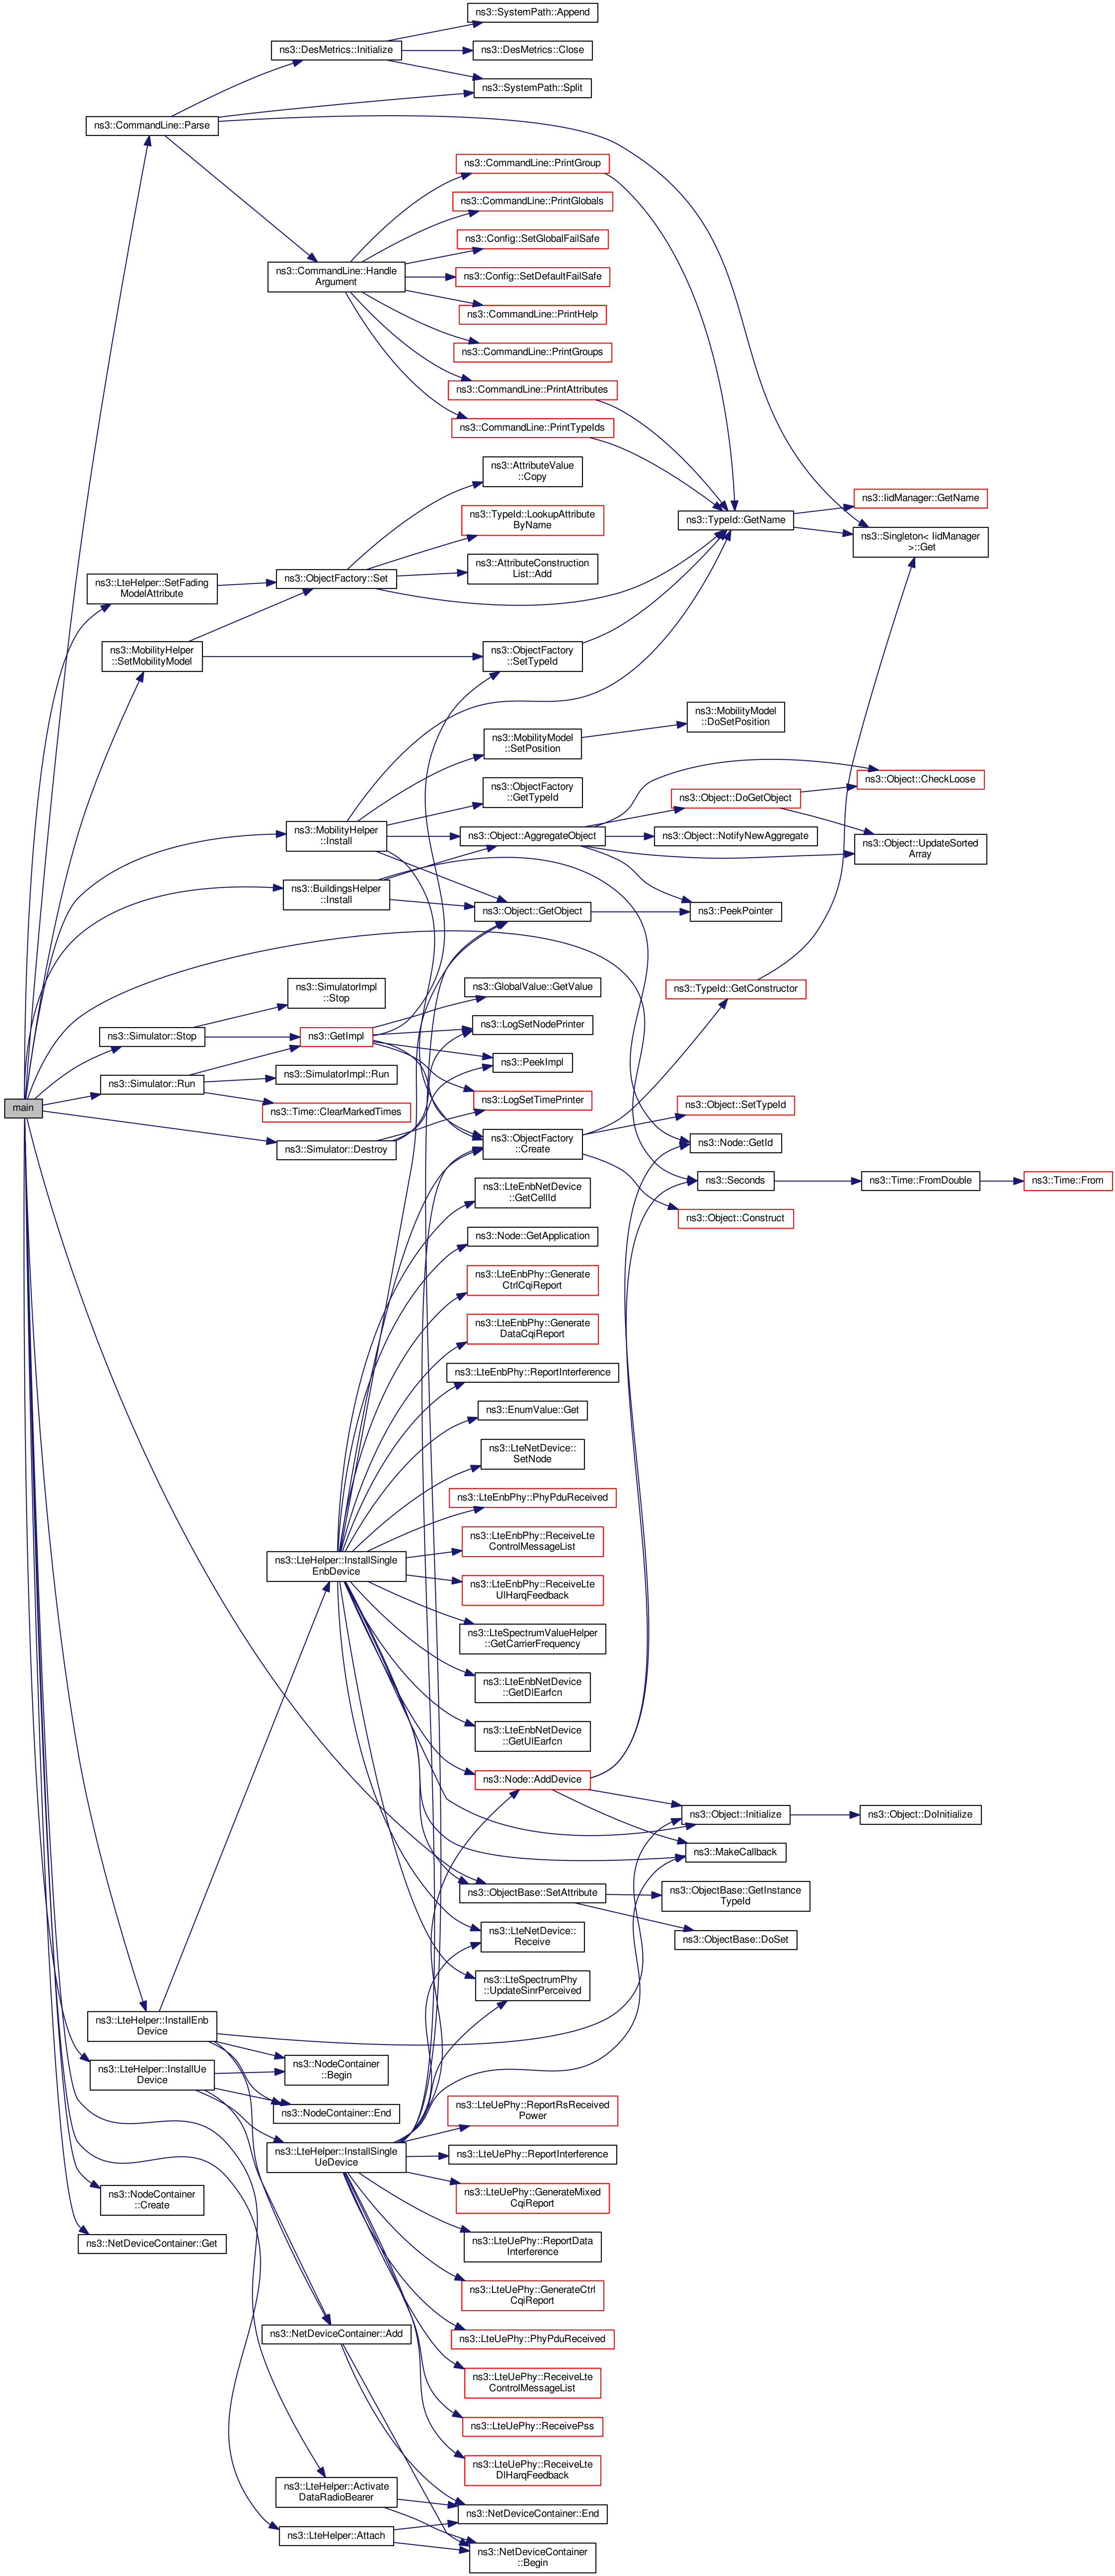 ns3::SystemPath::Append
ns3::DesMetrics::Initialize
ns3::DesMetrics::Close
ns3::SystemPath::Split
ns3::CommandLine::Parse
ns3::CommandLine::PrintGroup
ns3::CommandLine::PrintGlobals
ns3::Config::SetGlobalFailSafe
ns3::CommandLine::Handle
Argument
ns3::Config::SetDefaultFailSafe
ns3::CommandLine::PrintHelp
ns3::CommandLine::PrintGroups
ns3::CommandLine::PrintAttributes
ns3::CommandLine::PrintTypeIds
ns3::AttributeValue
::Copy
ns3::TypeId::LookupAttribute
ByName
ns3::TypeId::GetName
ns3::IidManager::GetName
ns3::Singleton< IidManager
>::Get
ns3::LteHelper::SetFading
ModelAttribute
ns3::ObjectFactory::Set
ns3::AttributeConstruction
List::Add
ns3::MobilityHelper
::SetMobilityModel
ns3::ObjectFactory
::SetTypeId
ns3::MobilityModel
::DoSetPosition
ns3::MobilityModel
::SetPosition
ns3::ObjectFactory
::GetTypeId
ns3::Object::CheckLoose
ns3::Object::DoGetObject
ns3::MobilityHelper
::Install
ns3::Object::AggregateObject
ns3::Object::NotifyNewAggregate
ns3::Object::UpdateSorted
Array
ns3::BuildingsHelper
::Install
ns3::Object::GetObject
ns3::PeekPointer
ns3::SimulatorImpl
::Stop
ns3::GlobalValue::GetValue
ns3::TypeId::GetConstructor
ns3::Simulator::Stop
ns3::GetImpl
ns3::LogSetNodePrinter
ns3::PeekImpl
ns3::Simulator::Run
ns3::SimulatorImpl::Run
ns3::LogSetTimePrinter
main
ns3::Time::ClearMarkedTimes
ns3::Object::SetTypeId
ns3::Simulator::Destroy
ns3::ObjectFactory
::Create
ns3::Node::GetId
ns3::Seconds
ns3::Time::FromDouble
ns3::Time::From
ns3::LteEnbNetDevice
::GetCellId
ns3::Object::Construct
ns3::Node::GetApplication
ns3::LteEnbPhy::Generate
CtrlCqiReport
ns3::LteEnbPhy::Generate
DataCqiReport
ns3::LteEnbPhy::ReportInterference
ns3::EnumValue::Get
ns3::LteNetDevice::
SetNode
ns3::LteEnbPhy::PhyPduReceived
ns3::LteEnbPhy::ReceiveLte
ControlMessageList
ns3::LteHelper::InstallSingle
EnbDevice
ns3::LteEnbPhy::ReceiveLte
UlHarqFeedback
ns3::LteSpectrumValueHelper
::GetCarrierFrequency
ns3::LteEnbNetDevice
::GetDlEarfcn
ns3::LteEnbNetDevice
::GetUlEarfcn
ns3::Node::AddDevice
ns3::Object::Initialize
ns3::Object::DoInitialize
ns3::MakeCallback
ns3::ObjectBase::SetAttribute
ns3::ObjectBase::GetInstance
TypeId
ns3::ObjectBase::DoSet
ns3::LteNetDevice::
Receive
ns3::LteSpectrumPhy
::UpdateSinrPerceived
ns3::LteHelper::InstallEnb
Device
ns3::LteHelper::InstallUe
Device
ns3::NodeContainer
::Begin
ns3::NodeContainer::End
ns3::LteUePhy::ReportRsReceived
Power
ns3::LteHelper::InstallSingle
UeDevice
ns3::LteUePhy::ReportInterference
ns3::LteUePhy::GenerateMixed
CqiReport
ns3::NodeContainer
::Create
ns3::NetDeviceContainer::Get
ns3::LteUePhy::ReportData
Interference
ns3::LteUePhy::GenerateCtrl
CqiReport
ns3::NetDeviceContainer::Add
ns3::LteUePhy::PhyPduReceived
ns3::LteUePhy::ReceiveLte
ControlMessageList
ns3::LteUePhy::ReceivePss
ns3::LteUePhy::ReceiveLte
DlHarqFeedback
ns3::LteHelper::Activate
DataRadioBearer
ns3::NetDeviceContainer::End
ns3::LteHelper::Attach
ns3::NetDeviceContainer
::Begin